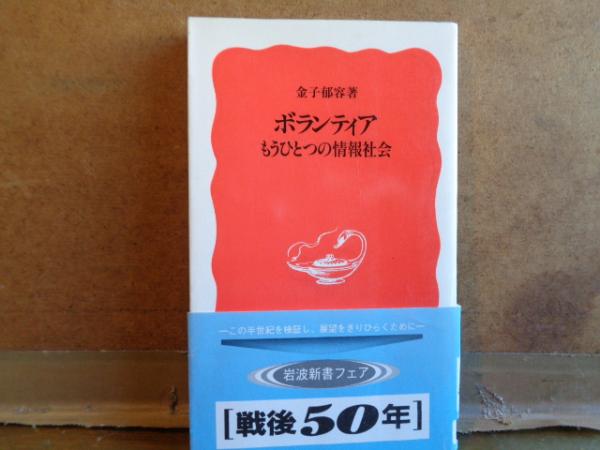 金子郁容著
ボランティア
もうひとつの情報社会
―この半世紀を検証し、展望をきりひらくために―
岩波新書フェア
[戦後50年]